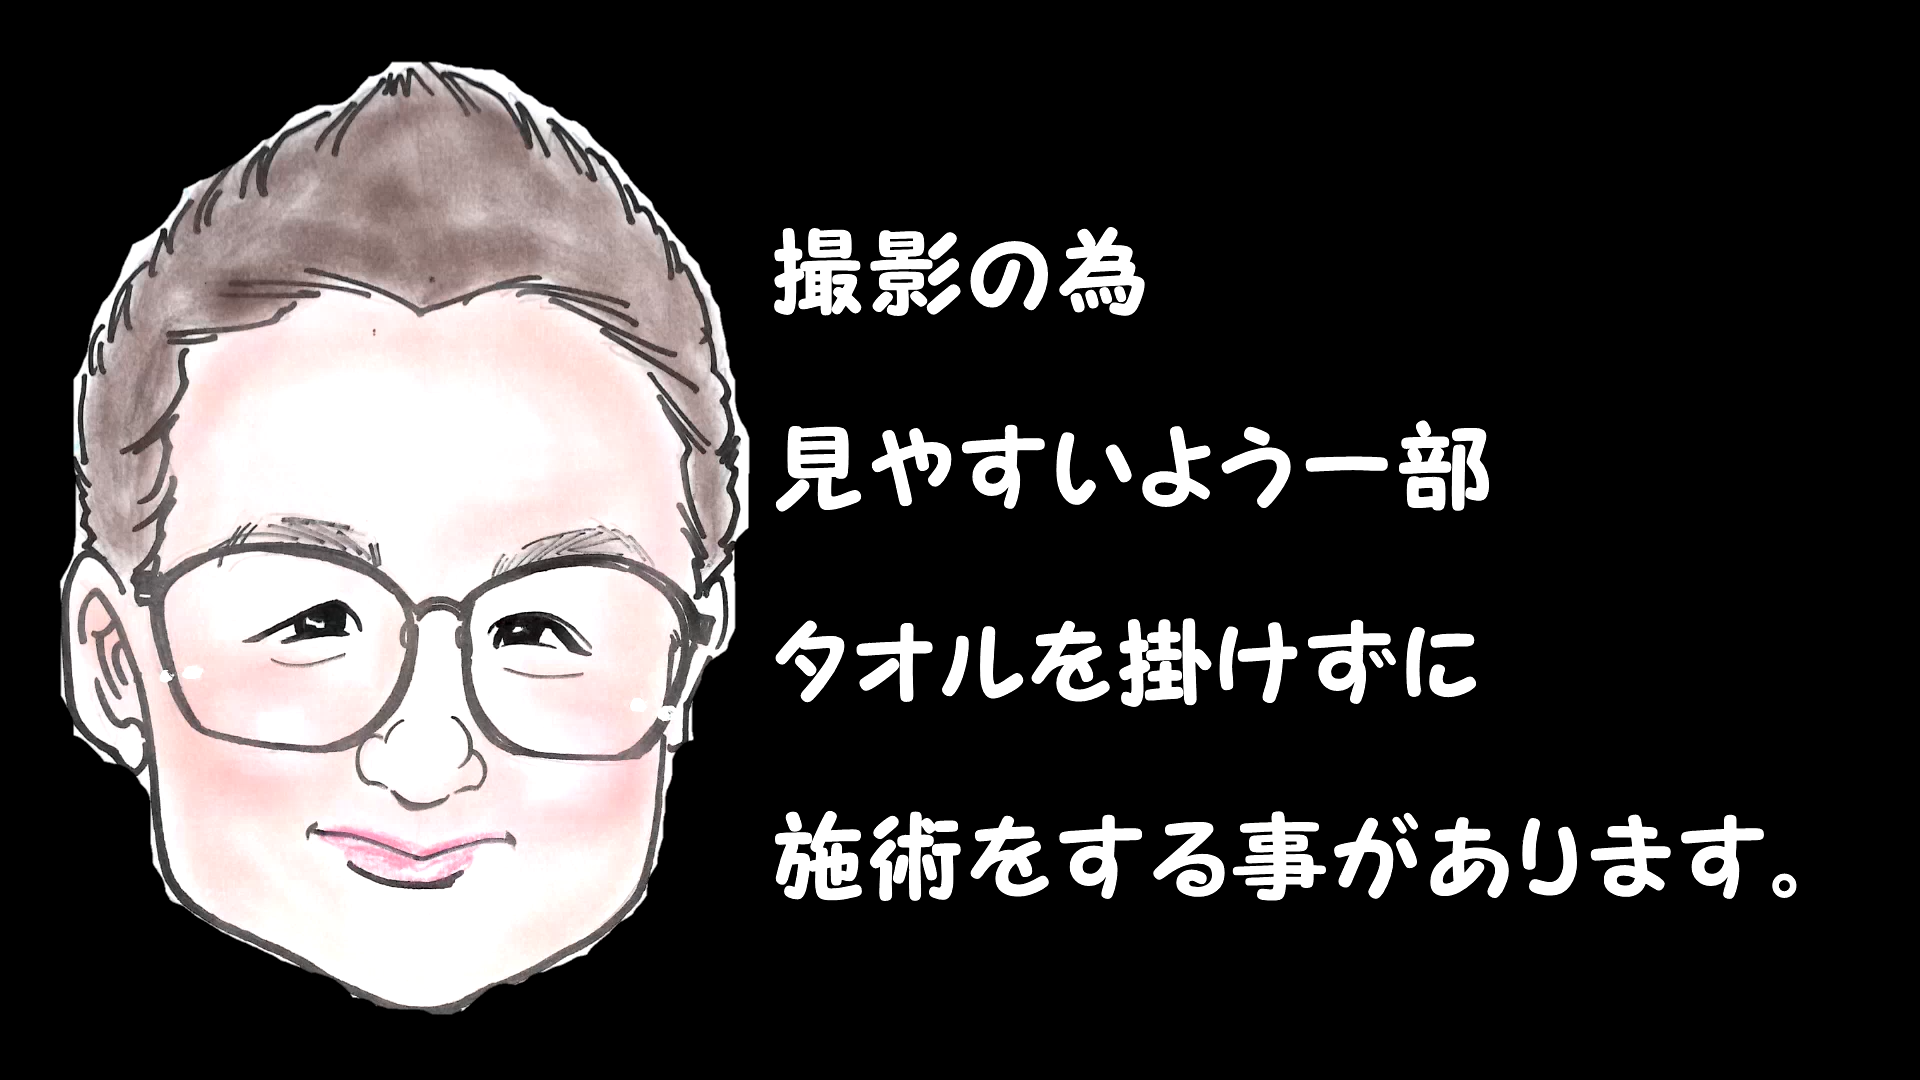 撮影の為
見やすいよう一部
タオルを掛けずに
施術をする事があります。